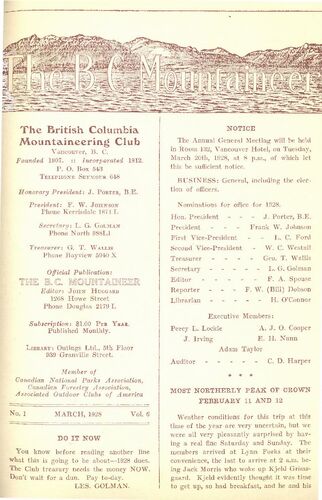 The B.C. Mountaineer
The British Columbia
Mountaineering Club
Vancouver, B. C.
Founded 1907. :: Incorporated 1912.
P. O. Box 543
Telephone Seymour 648
Honorary President: J. Porter, B.E.
President: F. W. Johnson
Phone Kerrisdale 1871 L
Secretary: L. G. Golman
Phone North 288L1
Treasurer: G. T. Wallis
Phone Bayview 5040 X
Official Publication:
THE B.C. MOUNTAINEER
Editors John Huggard
1268 Howe Street
Phone Douglas 2179 L
Subscription: $1.00 Per Year.
Published Monthly.
Library: Outings Ltd., 5th Floor
939 Granville Street.
Member of
Canadian National Parks Association,
Canadian Forestry Association,
Associated Outdoor Clubs of America
No. 1 MARCH, 1928 Vol. 6
DO IT NOW
You know before reading another line
what this is going to be about—1928 dues.
The Club treasury needs the money NOW.
Don't wait for a dun. Pay to-day.
LES. GOLMAN.
NOTICE
The Annual General Meeting will be held
in Room 132, Vancouver Hotel, on Tuesday,
March 20th, 1928, at 8 p.m., of which let
this be sufficient notice.
BUSINESS: General, including the elec-
tion of officers.
Nominations for office for 1928.
Hon. President - - - J. Porter, B.E.
President - - - Frank W. Johnson
First Vice-President - - L. C. Ford
Second Vice-President - W. C. Westall
Treasurer - - - Geo. T. Wallis
Secretary - - - - L. G. Golman
Editor - - - - - F. A. Spouse
Reporter - - F. W. (Bill) Dobson
Librarian - - - - H. O'Connor
Executive Members:
Percy L. Lockie A. J. O. Cooper
J. Irving E. H. Nunn
Adam Taylor
Auditor - - - - - C. D. Harper
* * *
MOST NORTHERLY PEAK OF CROWN
FEBRUARY 11 AND 12
Weather conditions for this trip at this
time of the year are very uncertain, but we
were all very pleasantly surprised by hav-
ing a real fine Saturday and Sunday. The
members arrived at Lynn Forks at their
convenience, the last to arrive at 2 a.m. be-
ing Jack Morris who woke up Kjeld Griss-
gaard. Kjeld evidently thought it was time
to get up, so had breakfast, and he and his